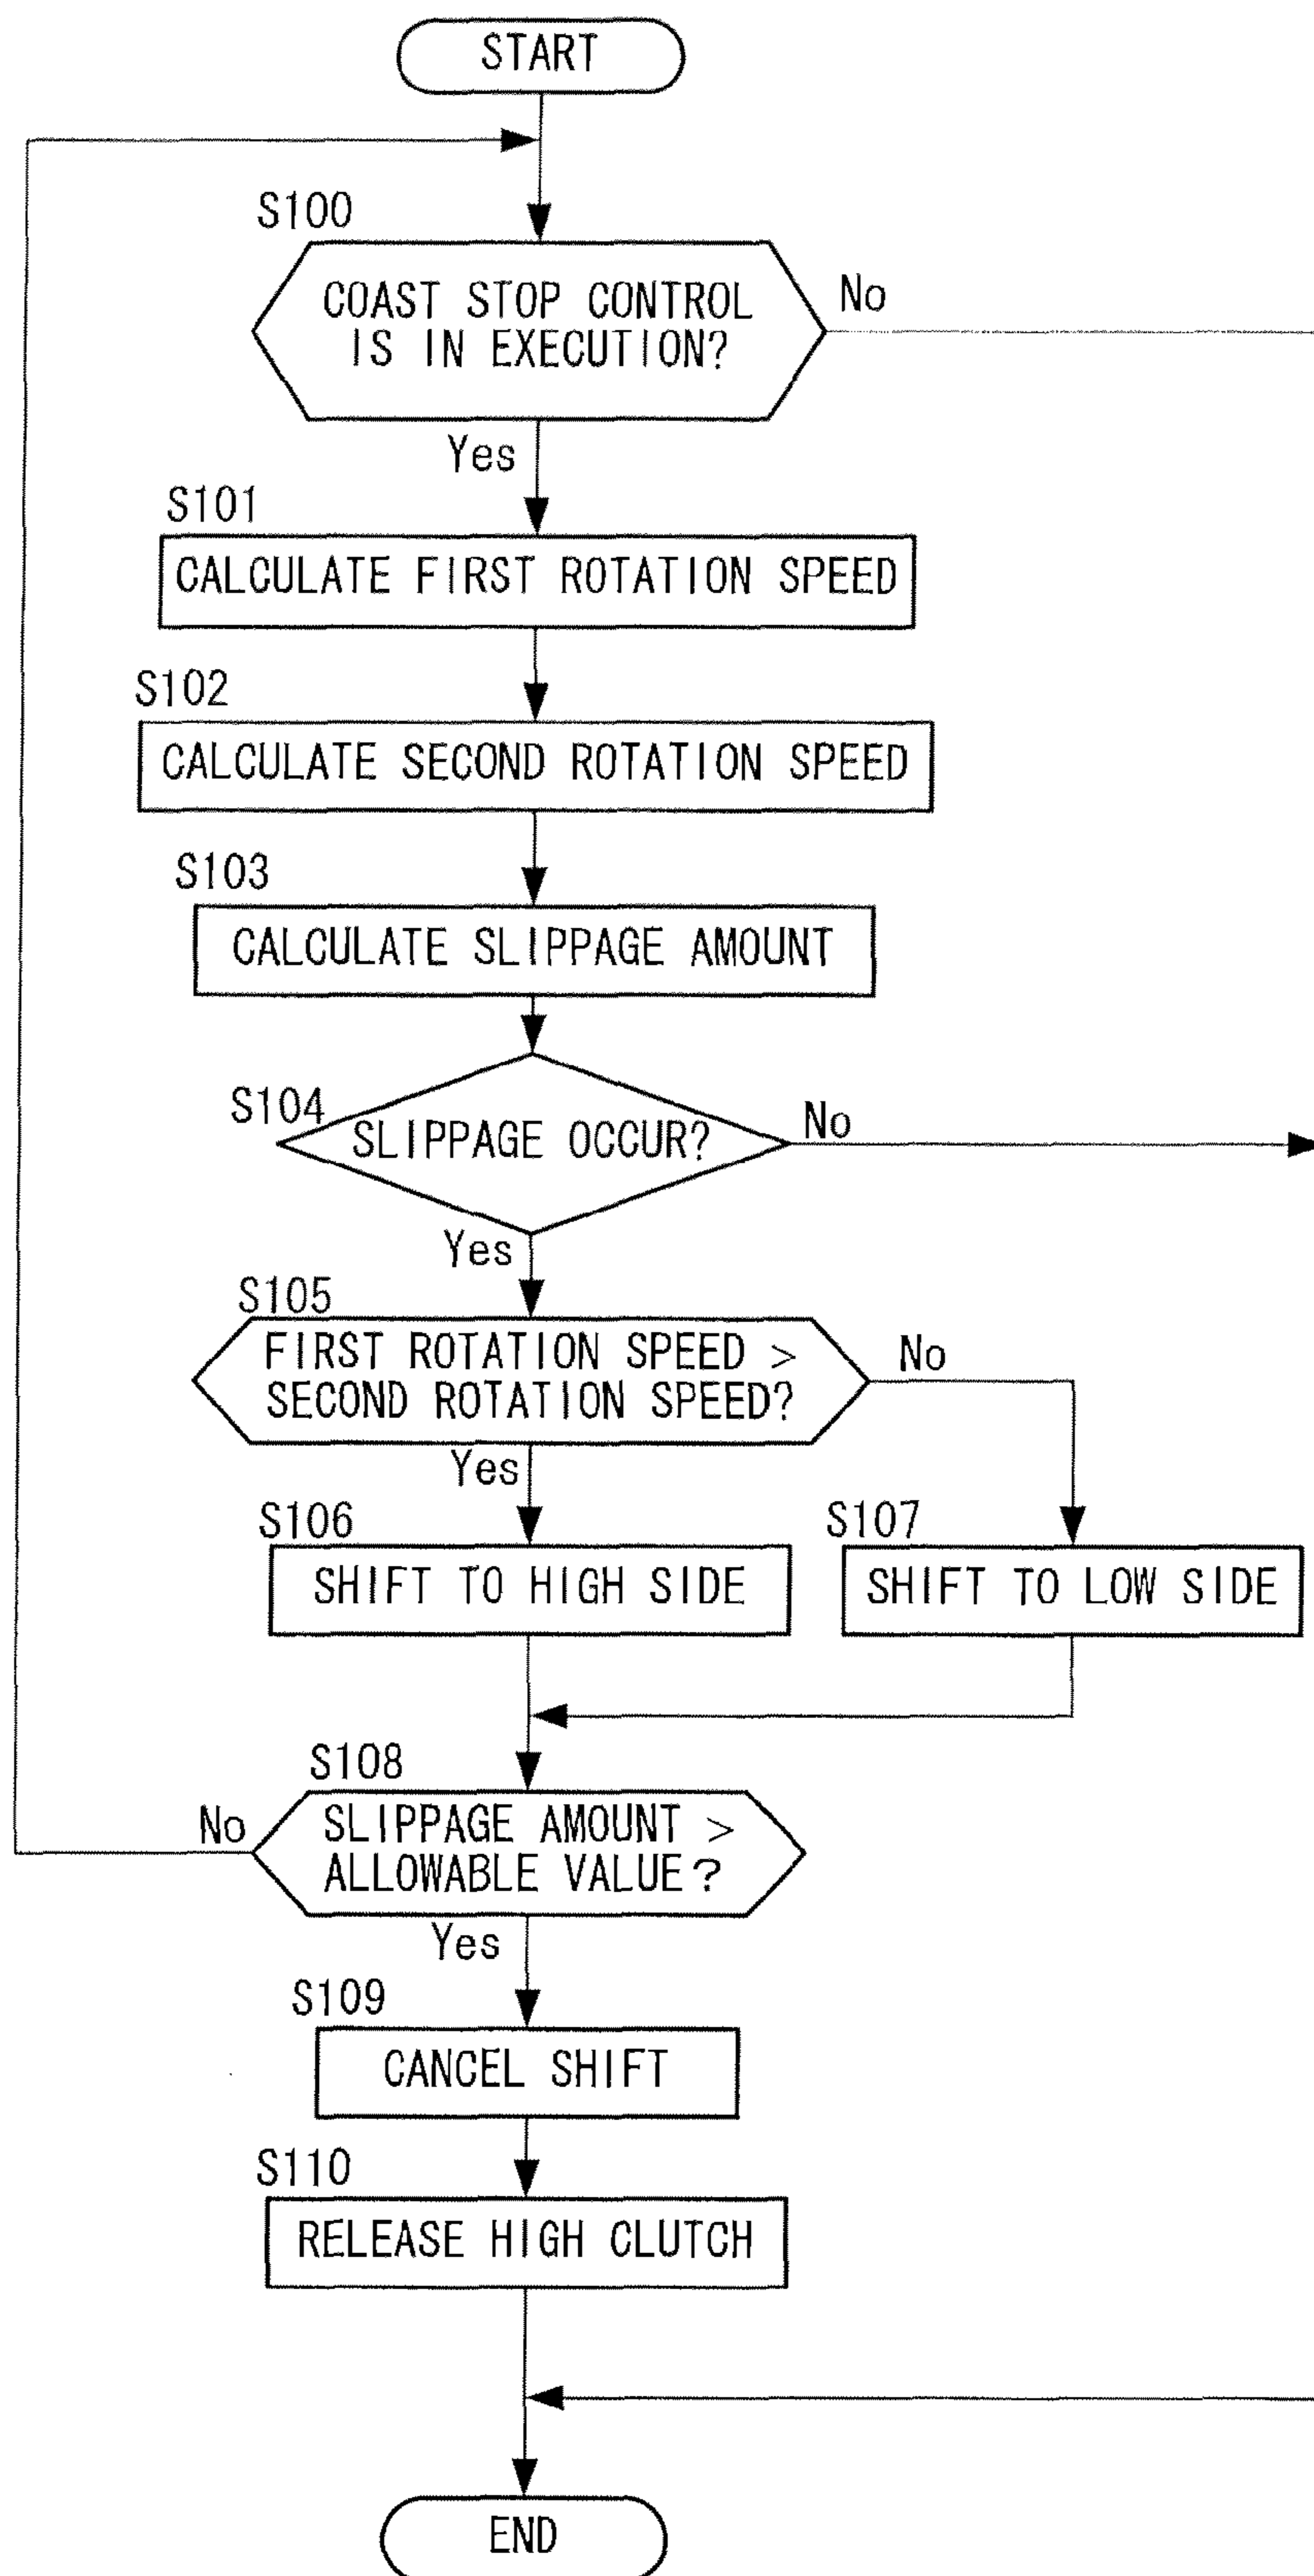 START
S100
COAST STOP CONTROL
IS IN EXECUTION?
No
Yes
S101
CALCULATE FIRST ROTATION SPEED
S102
CALCULATE SECOND ROTATION SPEED
S103
CALCULATE SLIPPAGE AMOUNT
S104
SLIPPAGE OCCUR?
No
Yes
S105
FIRST ROTATION SPEED >
SECOND ROTATION SPEED?
No
Yes
S106
SHIFT TO HIGH SIDE
S107
SHIFT TO LOW SIDE
S108
SLIPPAGE AMOUNT >
ALLOWABLE VALUE?
No
Yes
S109
CANCEL SHIFT
S110
RELEASE HIGH CLUTCH
END